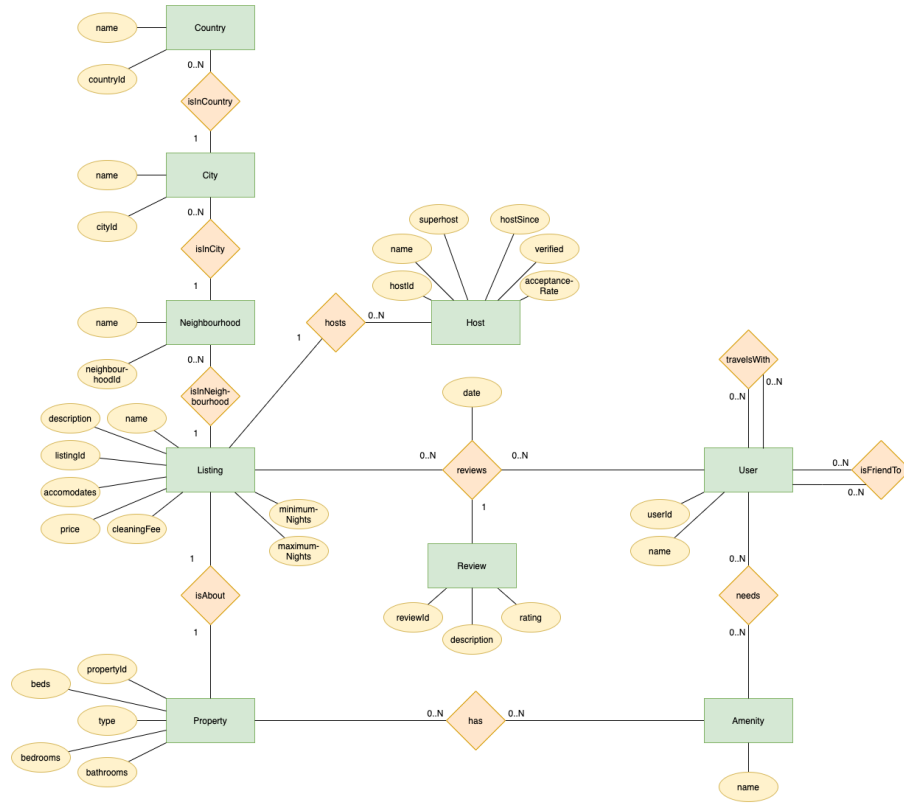 Country
name
countryId
0..N
isInCountry
1
City
name
cityId
0..N
isInCity
1
Neighbourhood
name
neighbour-
hoodId
0..N
isInNeigh-
bourhood
1
superhost
hostSince
name
verified
hostId
acceptance-
Rate
Host
hosts
0..N
1
travelsWith
0..N
0..N
date
description
name
listingId
accomodates
price
cleaningFee
minimum-
Nights
maximum-
Nights
Listing
0..N
reviews
0..N
1
User
0..N
isFriendTo
0..N
userId
name
Review
reviewId
description
rating
1
isAbout
1
0..N
needs
0..N
propertyId
beds
type
bedrooms
bathrooms
Property
0..N
has
0..N
Amenity
name